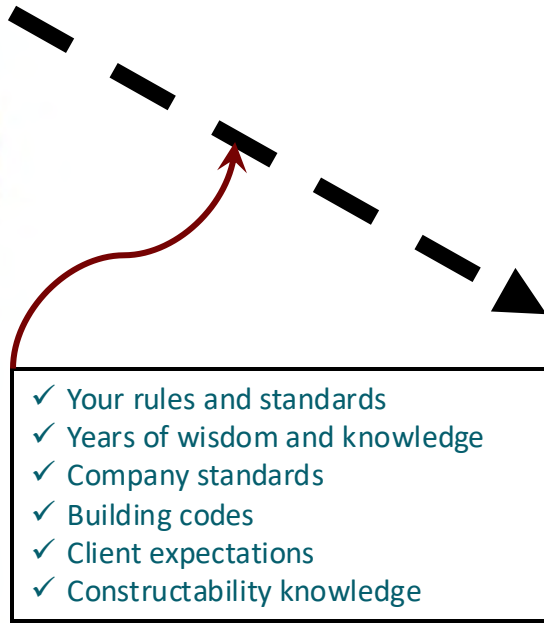 ✓ Your rules and standards
✓ Years of wisdom and knowledge
✓ Company standards
✓ Building codes
✓ Client expectations
✓ Constructability knowledge